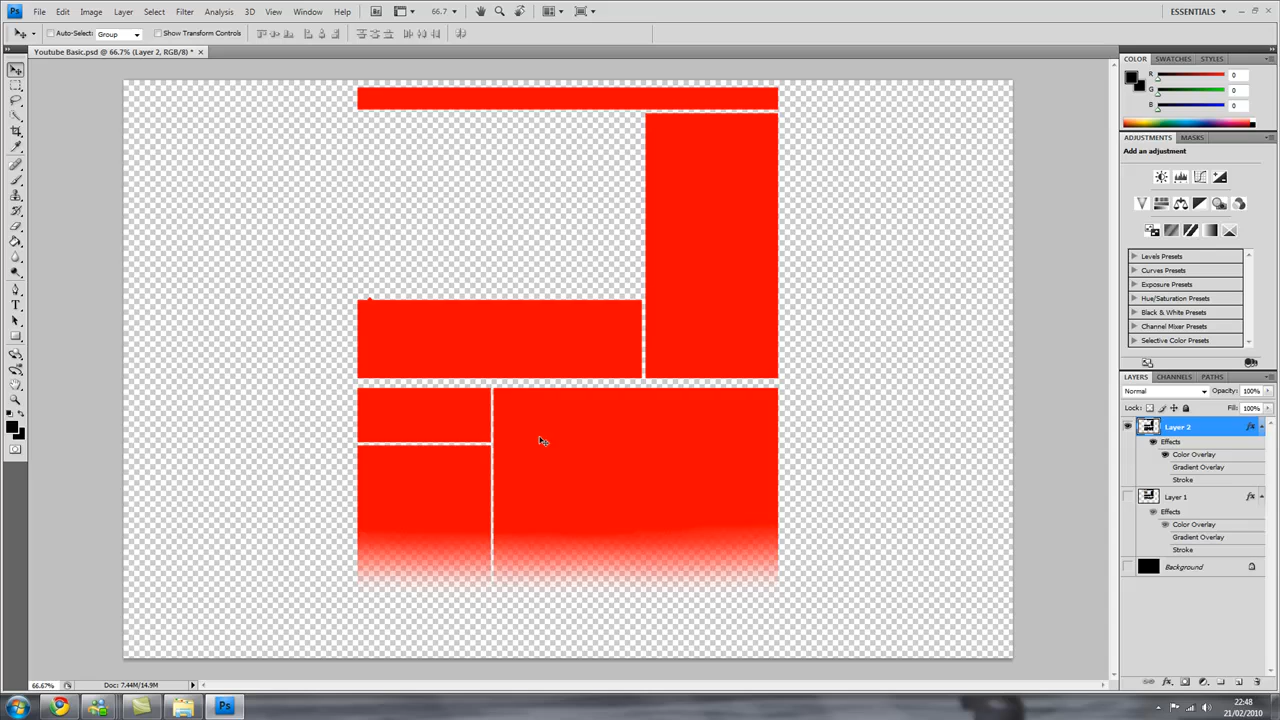 Ps File Edit Image Layer Select Filter Analysis 3D View Window Help 66.7 ESSENTIALS
Auto-Select: Group Show Transform Controls
Youtube Basic.psd @ 66.7% (Layer 2, RGB/8) * ×
COLOR SWATCHES STYLES
R 0
G 0
B 0
ADJUSTMENTS MASKS
Add an adjustment
Levels Presets
Curves Presets
Exposure Presets
Hue/Saturation Presets
Black & White Presets
Channel Mixer Presets
Selective Color Presets
LAYERS CHANNELS PATHS
Normal Opacity: 100%
Lock: Fill: 100%
Layer 2 fx
Effects
Color Overlay
Gradient Overlay
Stroke
Layer 1 fx
Effects
Color Overlay
Gradient Overlay
Stroke
Background
66.67% Doc: 7.44M/14.9M
Ps
22:48
21/02/2010